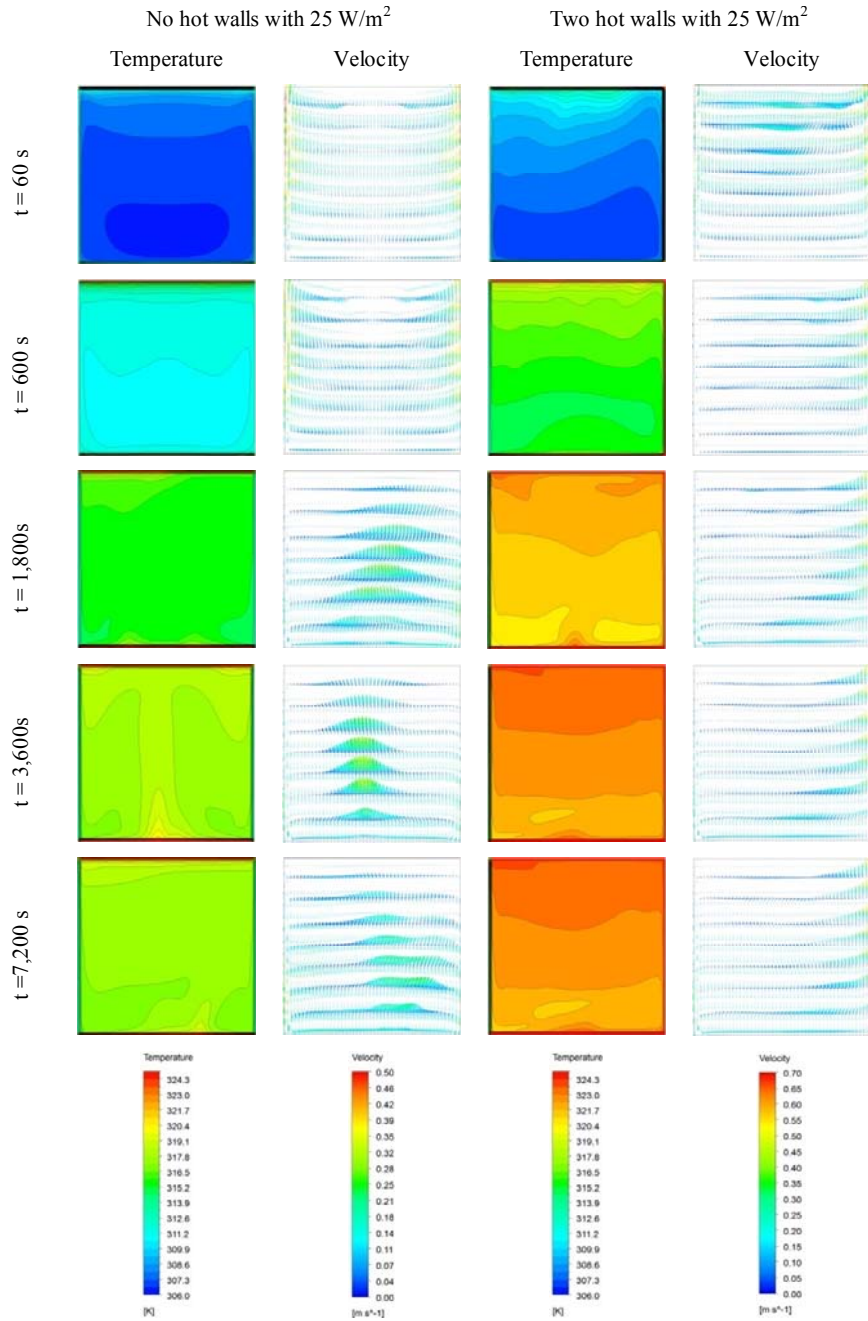 No hot walls with 25 W/m² Two hot walls with 25 W/m²
Temperature Velocity Temperature Velocity
t = 60 s
t = 600 s
t = 1,800s
t = 3,600s
t =7,200 s
Temperature Velocity Temperature Velocity
324.3 0.50 324.3 0.70
323.0 0.46 323.0 0.65
321.7 0.42 321.7 0.60
320.4 0.39 320.4 0.55
319.1 0.35 319.1 0.50
317.8 0.32 317.8 0.45
316.5 0.28 316.5 0.40
315.2 0.25 315.2 0.35
313.9 0.21 313.9 0.30
312.6 0.18 312.6 0.25
311.2 0.14 311.2 0.20
309.9 0.11 309.9 0.15
308.6 0.07 308.6 0.10
307.3 0.04 307.3 0.05
306.0 0.00 306.0 0.00
[K] [m s^-1] [K] [m s^-1]